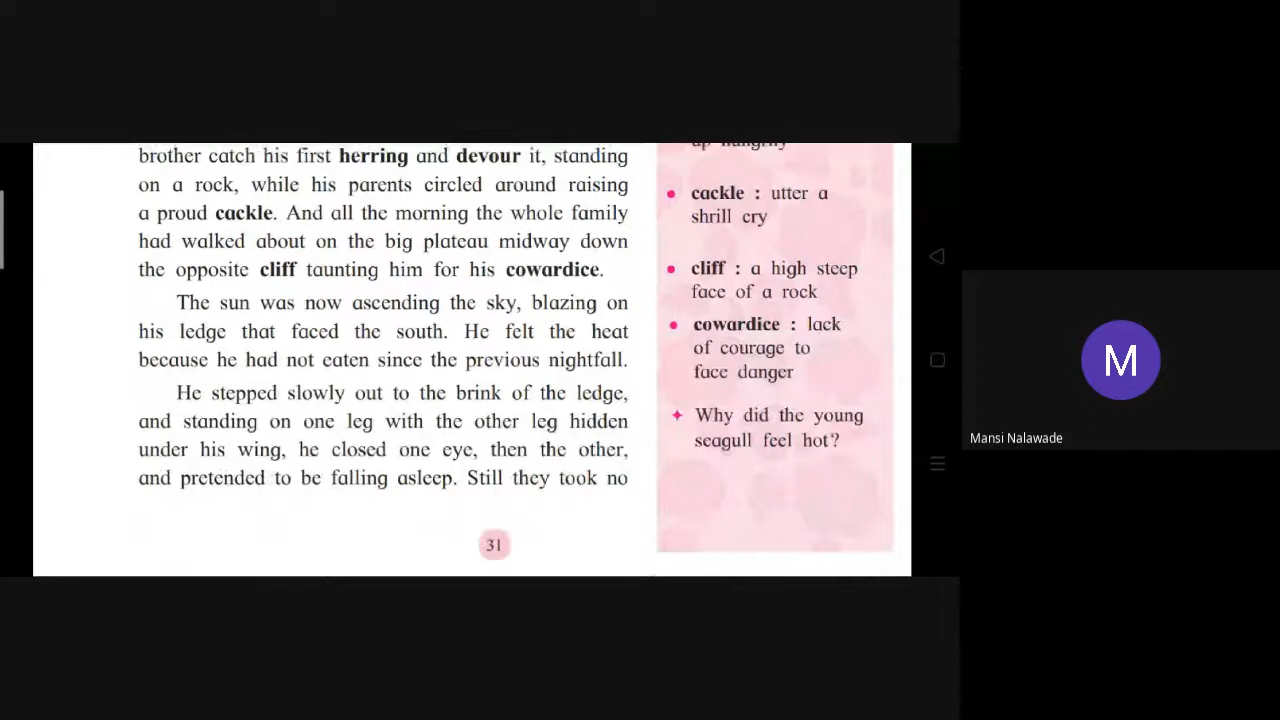 brother catch his first herring and devour it, standing
on a rock, while his parents circled around raising
a proud cackle. And all the morning the whole family
had walked about on the big plateau midway down
the opposite cliff taunting him for his cowardice.
The sun was now ascending the sky, blazing on
his ledge that faced the south. He felt the heat
because he had not eaten since the previous nightfall.
He stepped slowly out to the brink of the ledge,
and standing on one leg with the other leg hidden
under his wing, he closed one eye, then the other,
and pretended to be falling asleep. Still they took no
31
up hungrily
• cackle : utter a
shrill cry
• cliff : a high steep
face of a rock
• cowardice : lack
of courage to
face danger
✦ Why did the young
seagull feel hot?
M
Mansi Nalawade